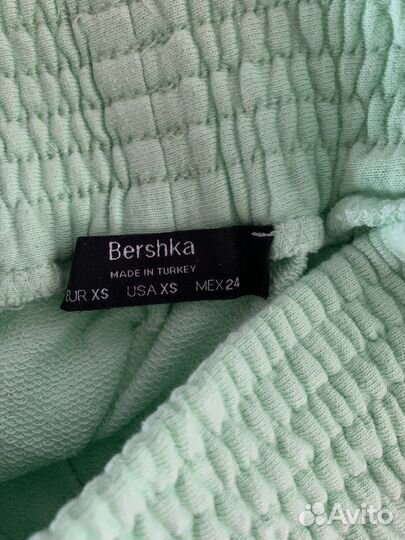 Bershka
MADE IN TURKEY
EUR XS USA XS MEX 24
Avito